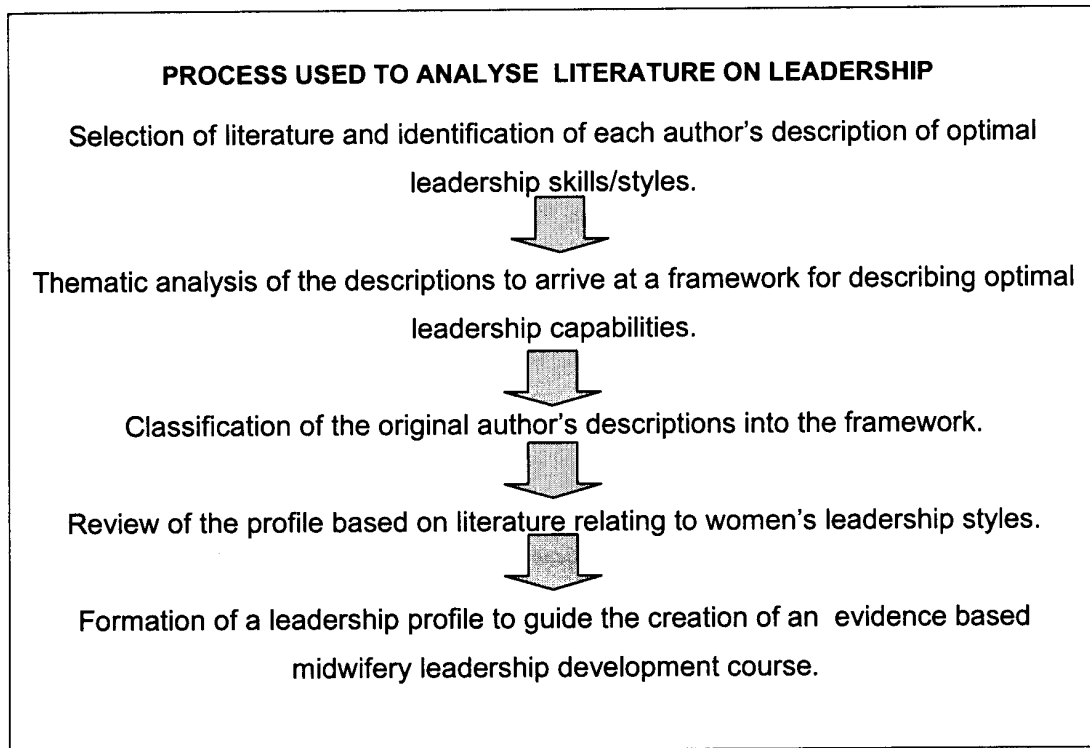 PROCESS USED TO ANALYSE LITERATURE ON LEADERSHIP
Selection of literature and identification of each author's description of optimal
leadership skills/styles.
Thematic analysis of the descriptions to arrive at a framework for describing optimal
leadership capabilities.
Classification of the original author's descriptions into the framework.
Review of the profile based on literature relating to women's leadership styles.
Formation of a leadership profile to guide the creation of an evidence based
midwifery leadership development course.